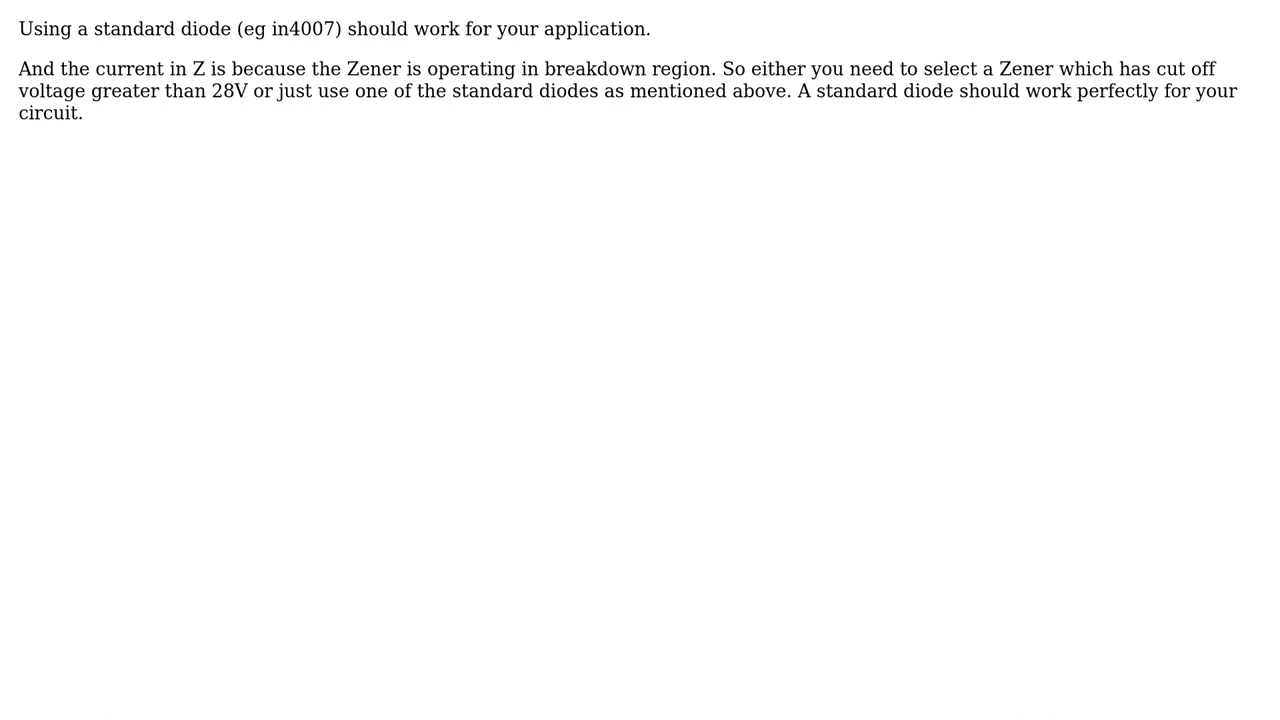 Using a standard diode (eg in4007) should work for your application.
And the current in Z is because the Zener is operating in breakdown region. So either you need to select a Zener which has cut off
voltage greater than 28V or just use one of the standard diodes as mentioned above. A standard diode should work perfectly for your
circuit.